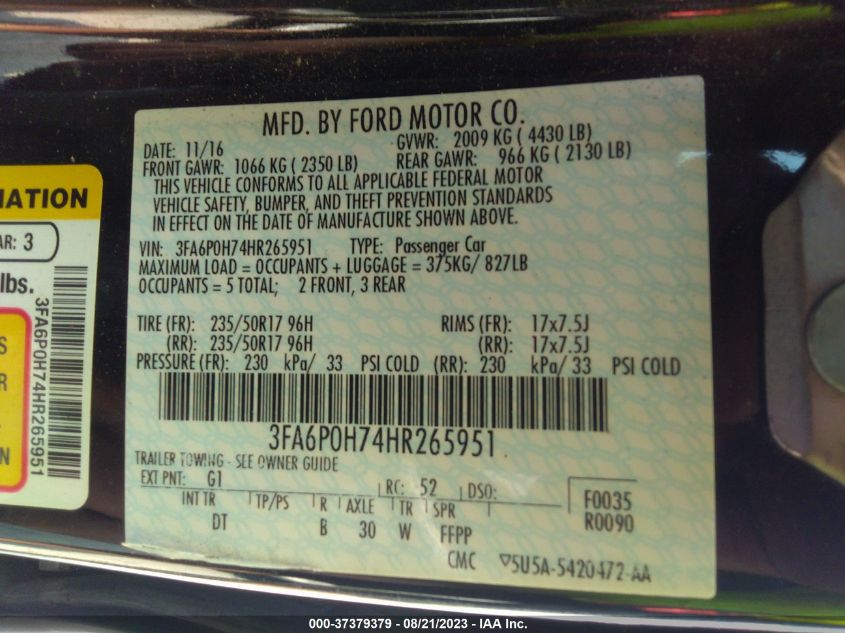 MFD. BY FORD MOTOR CO.
DATE: 11/16 GVWR: 2009 KG ( 4430 LB)
FRONT GAWR: 1066 KG ( 2350 LB) REAR GAWR: 966 KG ( 2130 LB)
THIS VEHICLE CONFORMS TO ALL APPLICABLE FEDERAL MOTOR
VEHICLE SAFETY, BUMPER, AND THEFT PREVENTION STANDARDS
IN EFFECT ON THE DATE OF MANUFACTURE SHOWN ABOVE.
VIN: 3FA6P0H74HR265951 TYPE: Passenger Car
MAXIMUM LOAD = OCCUPANTS + LUGGAGE = 375KG/ 827LB
OCCUPANTS = 5 TOTAL; 2 FRONT, 3 REAR
TIRE (FR): 235/50R17 96H RIMS (FR): 17x7.5J
(RR): 235/50R17 96H (RR): 17x7.5J
PRESSURE (FR): 230 kPa/ 33 PSI COLD (RR): 230 kPa/ 33 PSI COLD
3FA6P0H74HR265951
TRAILER TOWING - SEE OWNER GUIDE
EXT PNT: G1 RC: 52 DSO: F0035
INT TR TP/PS R AXLE TR SPR R0090
DT B 30 W FFPP
CMC 5U5A-5420472-AA
AR: 3
lbs.
3FA6P0H74HR265951
000-37379379 / 08/21/2023 - IAA Inc.